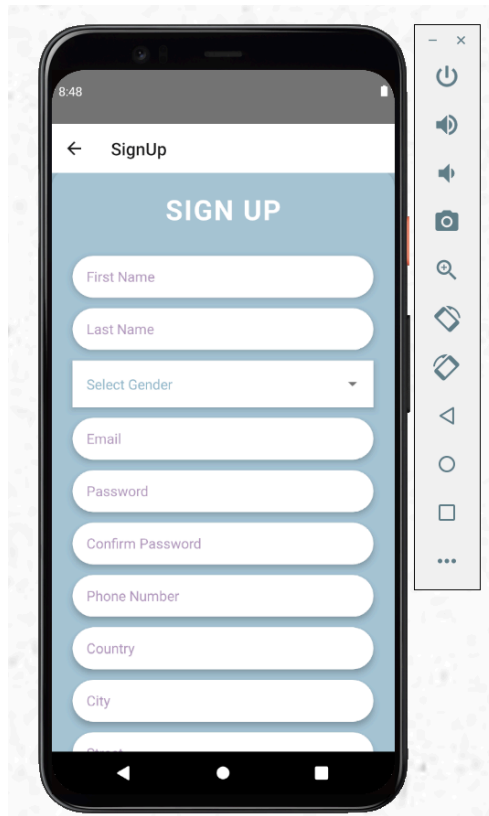 8:48
SignUp
SIGN UP
First Name
Last Name
Select Gender
Email
Password
Confirm Password
Phone Number
Country
City